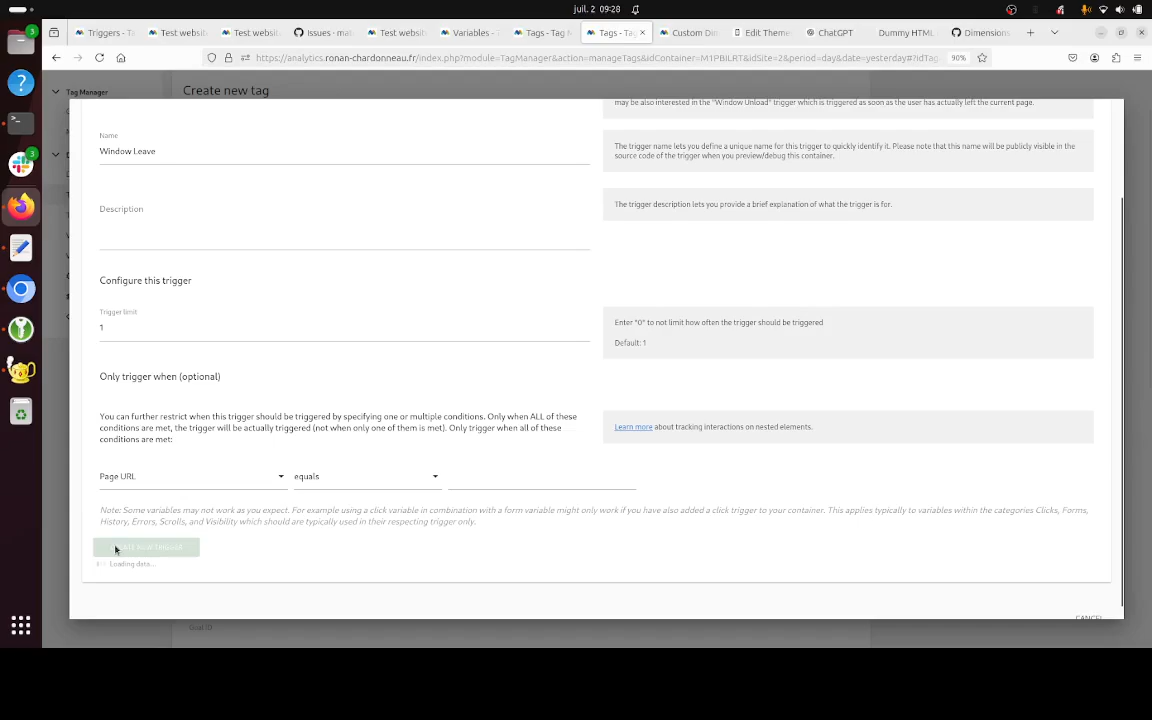 juil. 2 09:28
Triggers - Ta
Test websit
Test websit
Issues · mat
Test websit
Variables -
Tags - Tag M
Tags - Tag
Custom Dim
Edit Theme
ChatGPT
Dummy HTML
Dimensions
https://analytics.ronan-chardonneau.fr/index.php?module=TagManager&action=manageTags&idContainer=M1PBILRT&idSite=2&period=day&date=yesterday#?idTag
90%
Tag Manager
Create new tag
may be also interested in the "Window Unload" trigger which is triggered as soon as the user has actually left the current page.
Name
Window Leave
The trigger name lets you define a unique name for this trigger to quickly identify it. Please note that this name will be publicly visible in the
source code of the trigger when you preview/debug this container.
Description
The trigger description lets you provide a brief explanation of what the trigger is for.
Configure this trigger
Trigger limit
1
Enter "0" to not limit how often the trigger should be triggered
Default: 1
Only trigger when (optional)
You can further restrict when this trigger should be triggered by specifying one or multiple conditions. Only when ALL of these
conditions are met, the trigger will be actually triggered (not when only one of them is met). Only trigger when all of these
conditions are met:
Learn more about tracking interactions on nested elements.
Page URL
equals
Note: Some variables may not work as you expect. For example using a click variable in combination with a form variable might only work if you have also added a click trigger to your container. This applies typically to variables within the categories Clicks, Forms,
History, Errors, Scrolls, and Visibility which should are typically used in their respecting trigger only.
CREATE NEW TRIGGER
Loading data...
CANCEL
Goal ID